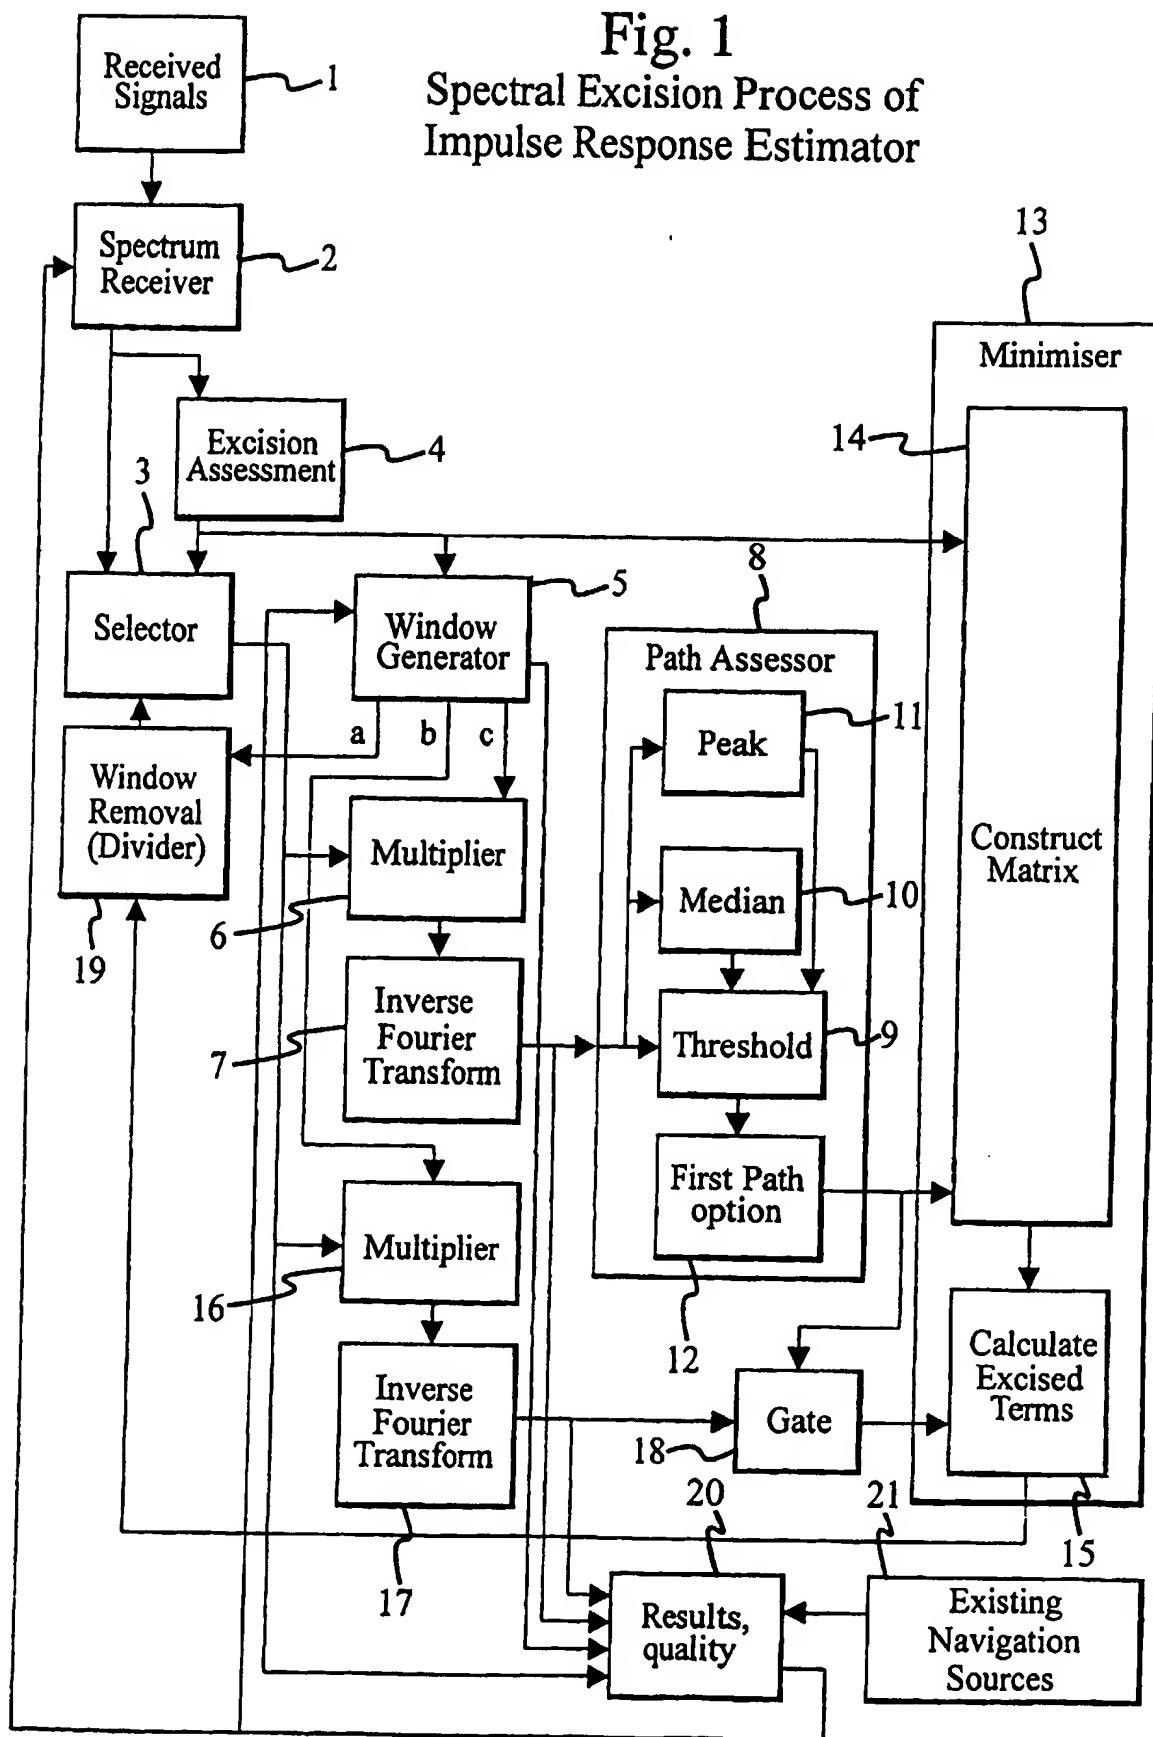 Fig. 1
Spectral Excision Process of
Impulse Response Estimator
Received
Signals
1
Spectrum
Receiver
2
13
Minimiser
14
Excision
Assessment
4
3
Selector
8
5
Window
Generator
Path Assessor
a
b
c
Peak
11
Window
Removal
(Divider)
19
Multiplier
6
Median
10
Construct
Matrix
Inverse
Fourier
Transform
7
Threshold
9
First Path
option
12
Multiplier
16
Inverse
Fourier
Transform
17
Gate
18
Calculate
Excised
Terms
15
20
21
Results,
quality
Existing
Navigation
Sources